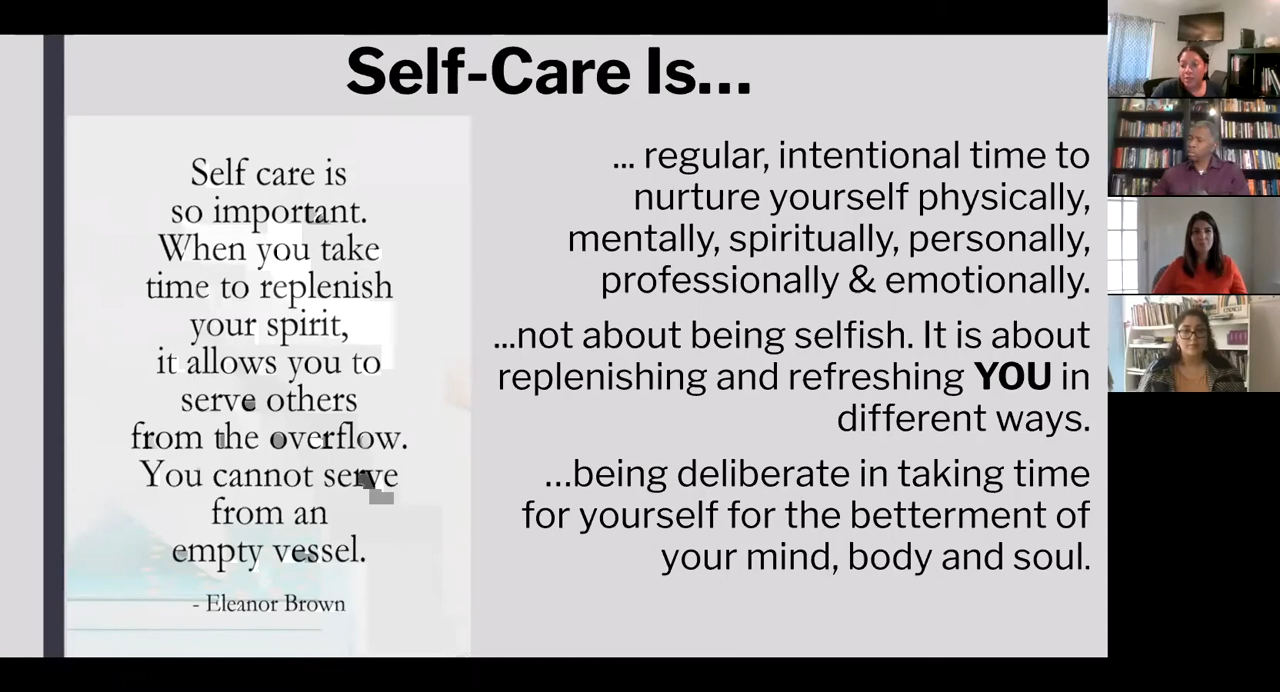 Self-Care Is...
Self care is
so important.
When you take
time to replenish
your spirit,
it allows you to
serve others
from the overflow.
You cannot serve
from an
empty vessel.
- Eleanor Brown
... regular, intentional time to
nurture yourself physically,
mentally, spiritually, personally,
professionally & emotionally.
...not about being selfish. It is about
replenishing and refreshing YOU in
different ways.
...being deliberate in taking time
for yourself for the betterment of
your mind, body and soul.